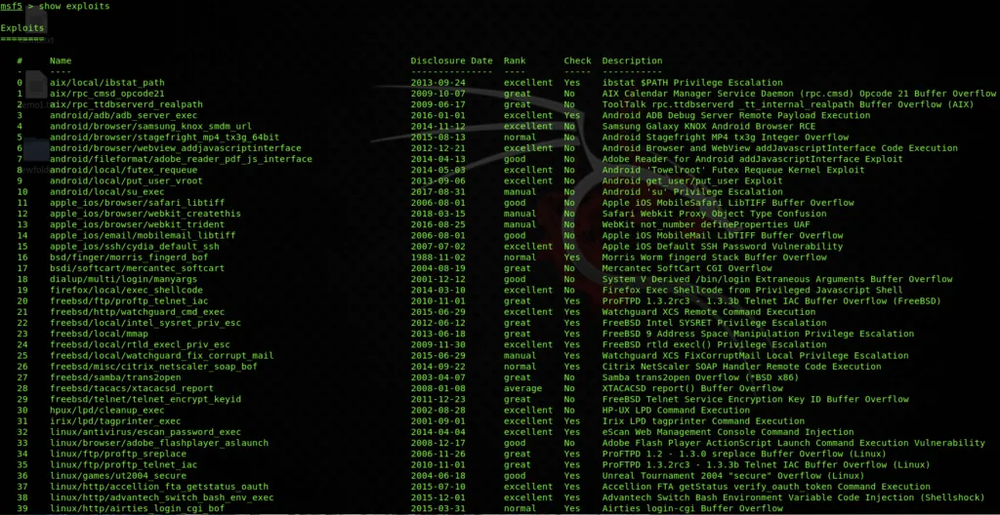 msf5 > show exploits
Exploits
========
# Name Disclosure Date Rank Check Description
- ---- --------------- ---- ----- -----------
0 aix/local/ibstat_path 2013-09-24 excellent Yes ibstat $PATH Privilege Escalation
1 aix/rpc_cmsd_opcode21 2009-10-07 great No AIX Calendar Manager Service Daemon (rpc.cmsd) Opcode 21 Buffer Overflow
2 aix/rpc_ttdbserverd_realpath 2009-06-17 great No ToolTalk rpc.ttdbserverd _tt_internal_realpath Buffer Overflow (AIX)
3 android/adb/adb_server_exec 2016-01-01 excellent Yes Android ADB Debug Server Remote Payload Execution
4 android/browser/samsung_knox_smdm_url 2014-11-12 excellent No Samsung Galaxy KNOX Android Browser RCE
5 android/browser/stagefright_mp4_tx3g_64bit 2015-08-13 normal No Android Stagefright MP4 tx3g Integer Overflow
6 android/browser/webview_addjavascriptinterface 2012-12-21 excellent No Android Browser and WebView addJavascriptInterface Code Execution
7 android/fileformat/adobe_reader_pdf_js_interface 2014-04-13 good No Adobe Reader for Android addJavascriptInterface Exploit
8 android/local/futex_requeue 2014-05-03 excellent No Android 'Towelroot' Futex Requeue Kernel Exploit
9 android/local/put_user_vroot 2013-09-06 excellent No Android get_user/put_user Exploit
10 android/local/su_exec 2017-08-31 manual No Android 'su' Privilege Escalation
11 apple_ios/browser/safari_libtiff 2006-08-01 good No Apple iOS MobileSafari LibTIFF Buffer Overflow
12 apple_ios/browser/webkit_createthis 2018-03-15 manual No Safari Webkit Proxy Object Type Confusion
13 apple_ios/browser/webkit_trident 2016-08-25 manual No WebKit not_number defineProperties UAF
14 apple_ios/email/mobilemail_libtiff 2006-08-01 good No Apple iOS MobileMail LibTIFF Buffer Overflow
15 apple_ios/ssh/cydia_default_ssh 2007-07-02 excellent No Apple iOS Default SSH Password Vulnerability
16 bsd/finger/morris_fingerd_bof 1988-11-02 normal Yes Morris Worm fingerd Stack Buffer Overflow
17 bsdi/softcart/mercantec_softcart 2004-08-19 great No Mercantec SoftCart CGI Overflow
18 dialup/multi/login/manyargs 2001-12-12 good No System V Derived /bin/login Extraneous Arguments Buffer Overflow
19 firefox/local/exec_shellcode 2014-03-10 excellent No Firefox Exec Shellcode from Privileged Javascript Shell
20 freebsd/ftp/proftp_telnet_iac 2010-11-01 great Yes ProFTPD 1.3.2rc3 - 1.3.3b Telnet IAC Buffer Overflow (FreeBSD)
21 freebsd/http/watchguard_cmd_exec 2015-06-29 excellent Yes Watchguard XCS Remote Command Execution
22 freebsd/local/intel_sysret_priv_esc 2012-06-12 great Yes FreeBSD Intel SYSRET Privilege Escalation
23 freebsd/local/mmap 2013-06-18 great Yes FreeBSD 9 Address Space Manipulation Privilege Escalation
24 freebsd/local/rtld_execl_priv_esc 2009-11-30 excellent Yes FreeBSD rtld execl() Privilege Escalation
25 freebsd/local/watchguard_fix_corrupt_mail 2015-06-29 manual Yes Watchguard XCS FixCorruptMail Local Privilege Escalation
26 freebsd/misc/citrix_netscaler_soap_bof 2014-09-22 normal Yes Citrix NetScaler SOAP Handler Remote Code Execution
27 freebsd/samba/trans2open 2003-04-07 great No Samba trans2open Overflow (*BSD x86)
28 freebsd/tacacs/xtacacsd_report 2008-01-08 average No XTACACSD report() Buffer Overflow
29 freebsd/telnet/telnet_encrypt_keyid 2011-12-23 great No FreeBSD Telnet Service Encryption Key ID Buffer Overflow
30 hpux/lpd/cleanup_exec 2002-08-28 excellent No HP-UX LPD Command Execution
31 irix/lpd/tagprinter_exec 2001-09-01 excellent Yes Irix LPD tagprinter Command Execution
32 linux/antivirus/escan_password_exec 2014-04-04 excellent Yes eScan Web Management Console Command Injection
33 linux/browser/adobe_flashplayer_aslaunch 2008-12-17 good No Adobe Flash Player ActionScript Launch Command Execution Vulnerability
34 linux/ftp/proftp_sreplace 2006-11-26 great Yes ProFTPD 1.2 - 1.3.0 sreplace Buffer Overflow (Linux)
35 linux/ftp/proftp_telnet_iac 2010-11-01 great Yes ProFTPD 1.3.2rc3 - 1.3.3b Telnet IAC Buffer Overflow (Linux)
36 linux/games/ut2004_secure 2004-06-18 good Yes Unreal Tournament 2004 "secure" Overflow (Linux)
37 linux/http/accellion_fta_getstatus_oauth 2015-07-10 excellent Yes Accellion FTA getStatus verify_oauth_token Command Execution
38 linux/http/advantech_switch_bash_env_exec 2015-12-01 excellent Yes Advantech Switch Bash Environment Variable Code Injection (Shellshock)
39 linux/http/airties_login_cgi_bof 2015-03-31 normal Yes Airties login-cgi Buffer Overflow